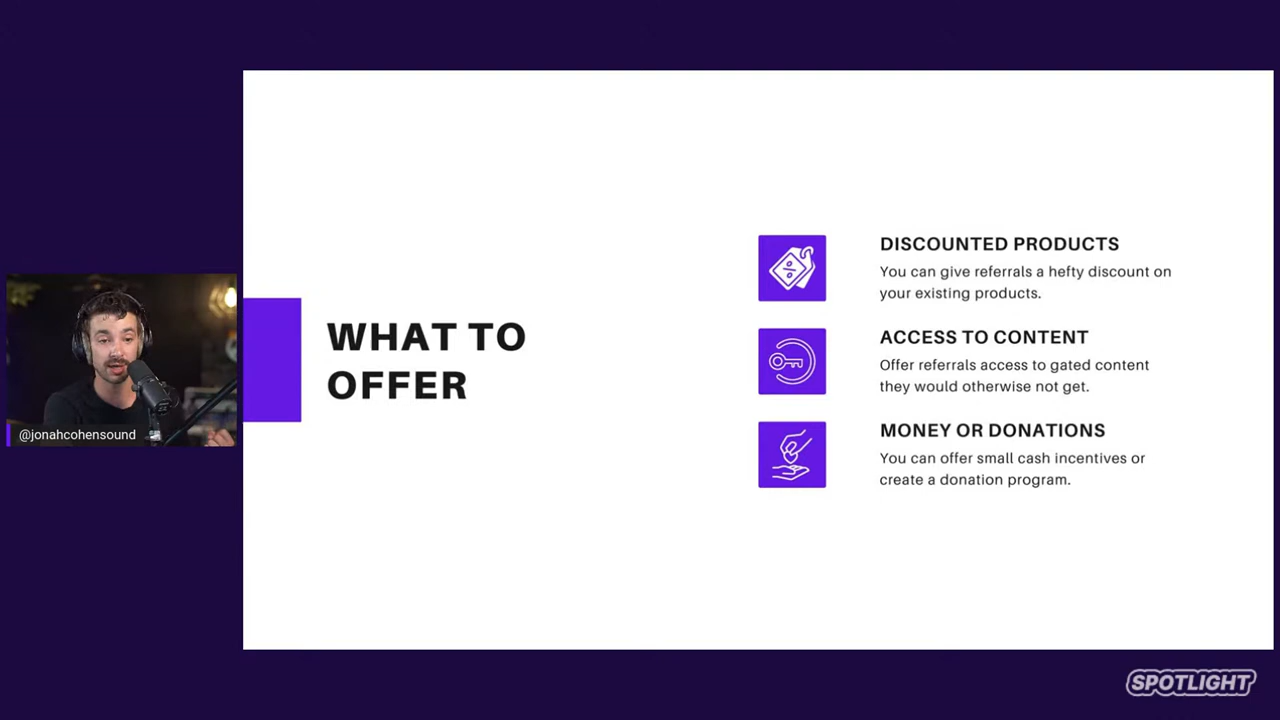 WHAT TO
OFFER
DISCOUNTED PRODUCTS
You can give referrals a hefty discount on
your existing products.
ACCESS TO CONTENT
Offer referrals access to gated content
they would otherwise not get.
MONEY OR DONATIONS
You can offer small cash incentives or
create a donation program.
@jonahcohensound
SPOTLIGHT